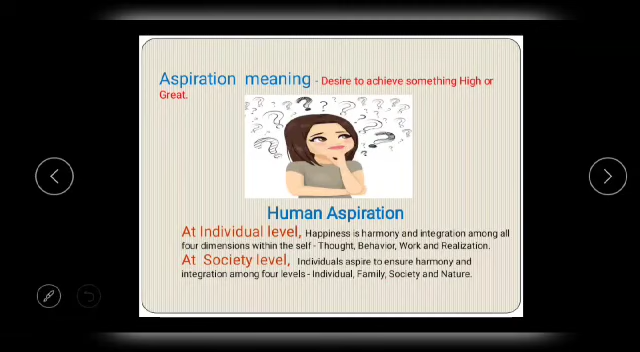 Aspiration meaning - Desire to achieve something High or
Great.
Human Aspiration
At Individual level, Happiness is harmony and integration among all
four dimensions within the self - Thought, Behavior, Work and Realization.
At Society level, Individuals aspire to ensure harmony and
integration among four levels - Individual, Family, Society and Nature.